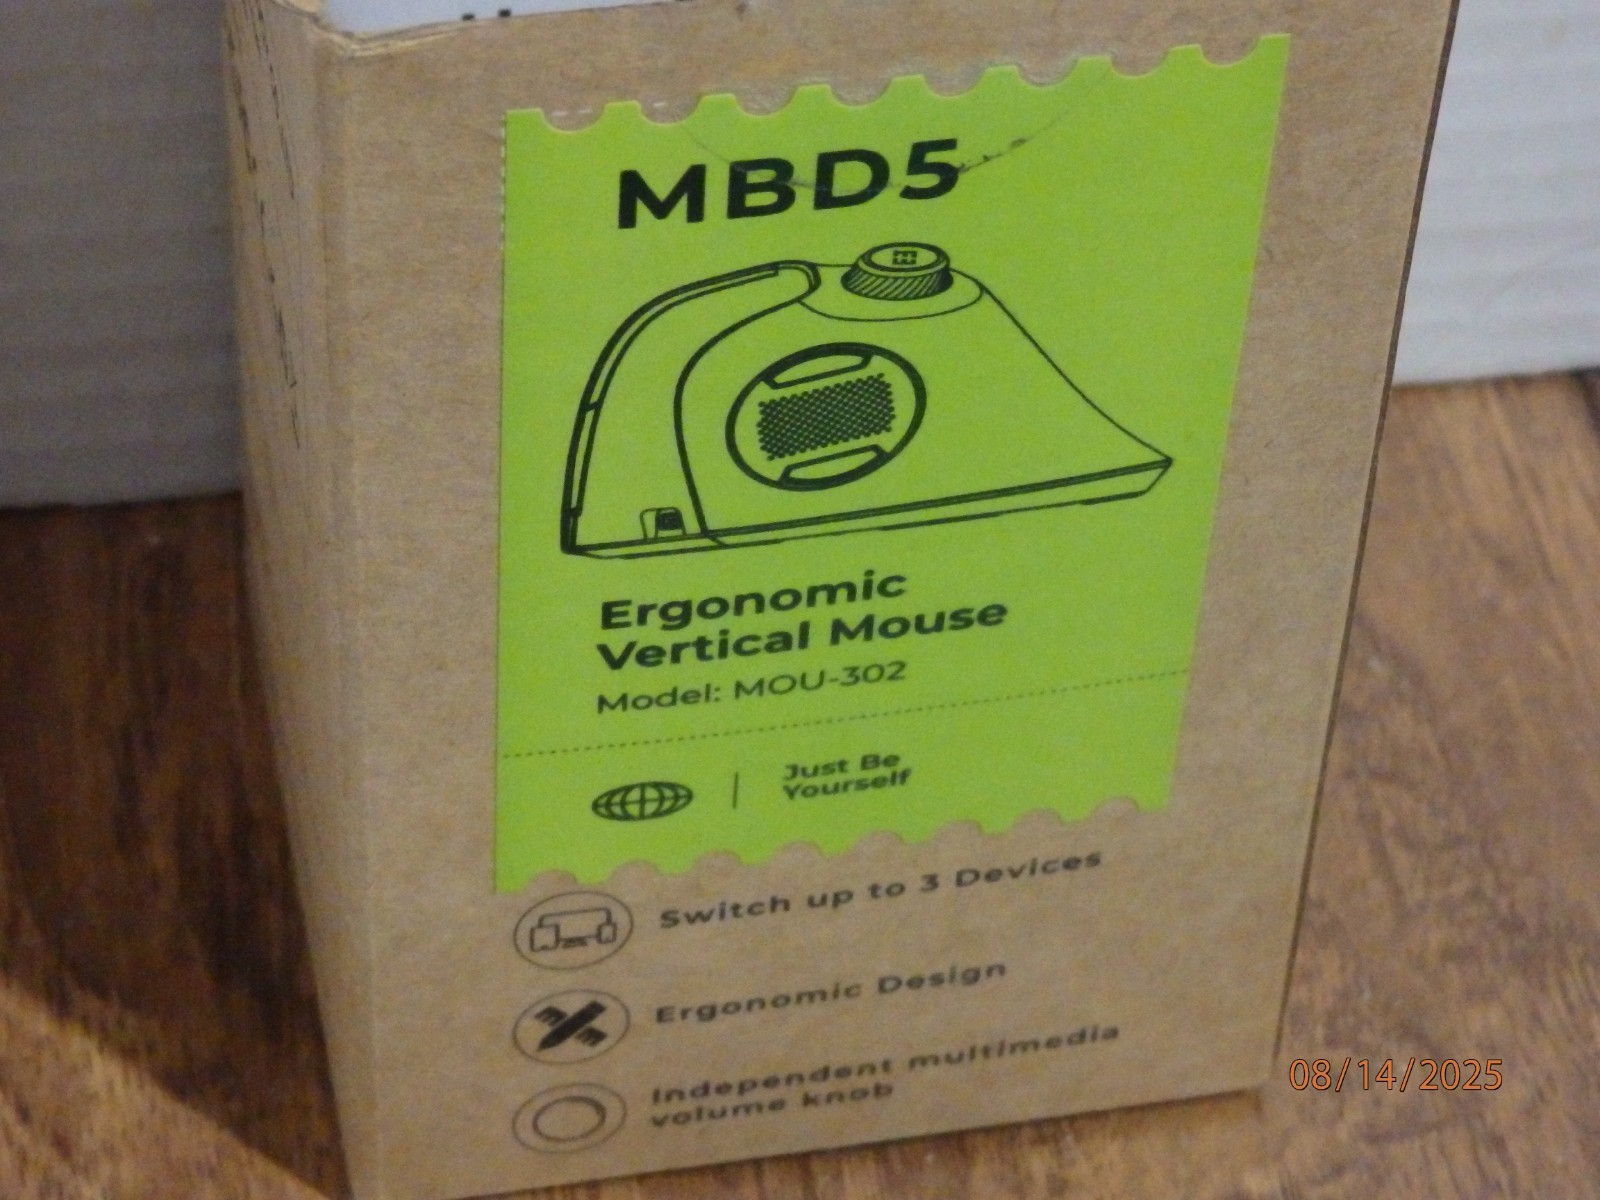 MBD5
Ergonomic
Vertical Mouse
Model: MOU-302
Just Be
Yourself
Switch up to 3 Devices
Ergonomic Design
Independent multimedia
volume knob
08/14/2025